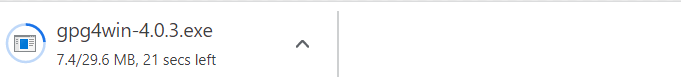 gpg4win-4.0.3.exe
7.4/29.6 MB, 21 secs left